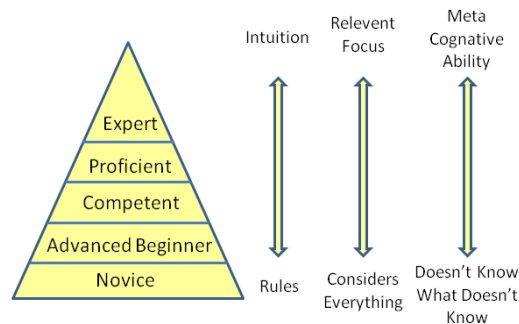 Expert
Proficient
Competent
Advanced Beginner
Novice
Intuition
Rules
Relevent
Focus
Considers
Everything
Meta
Cognitive
Ability
Doesn't Know
What Doesn't
Know